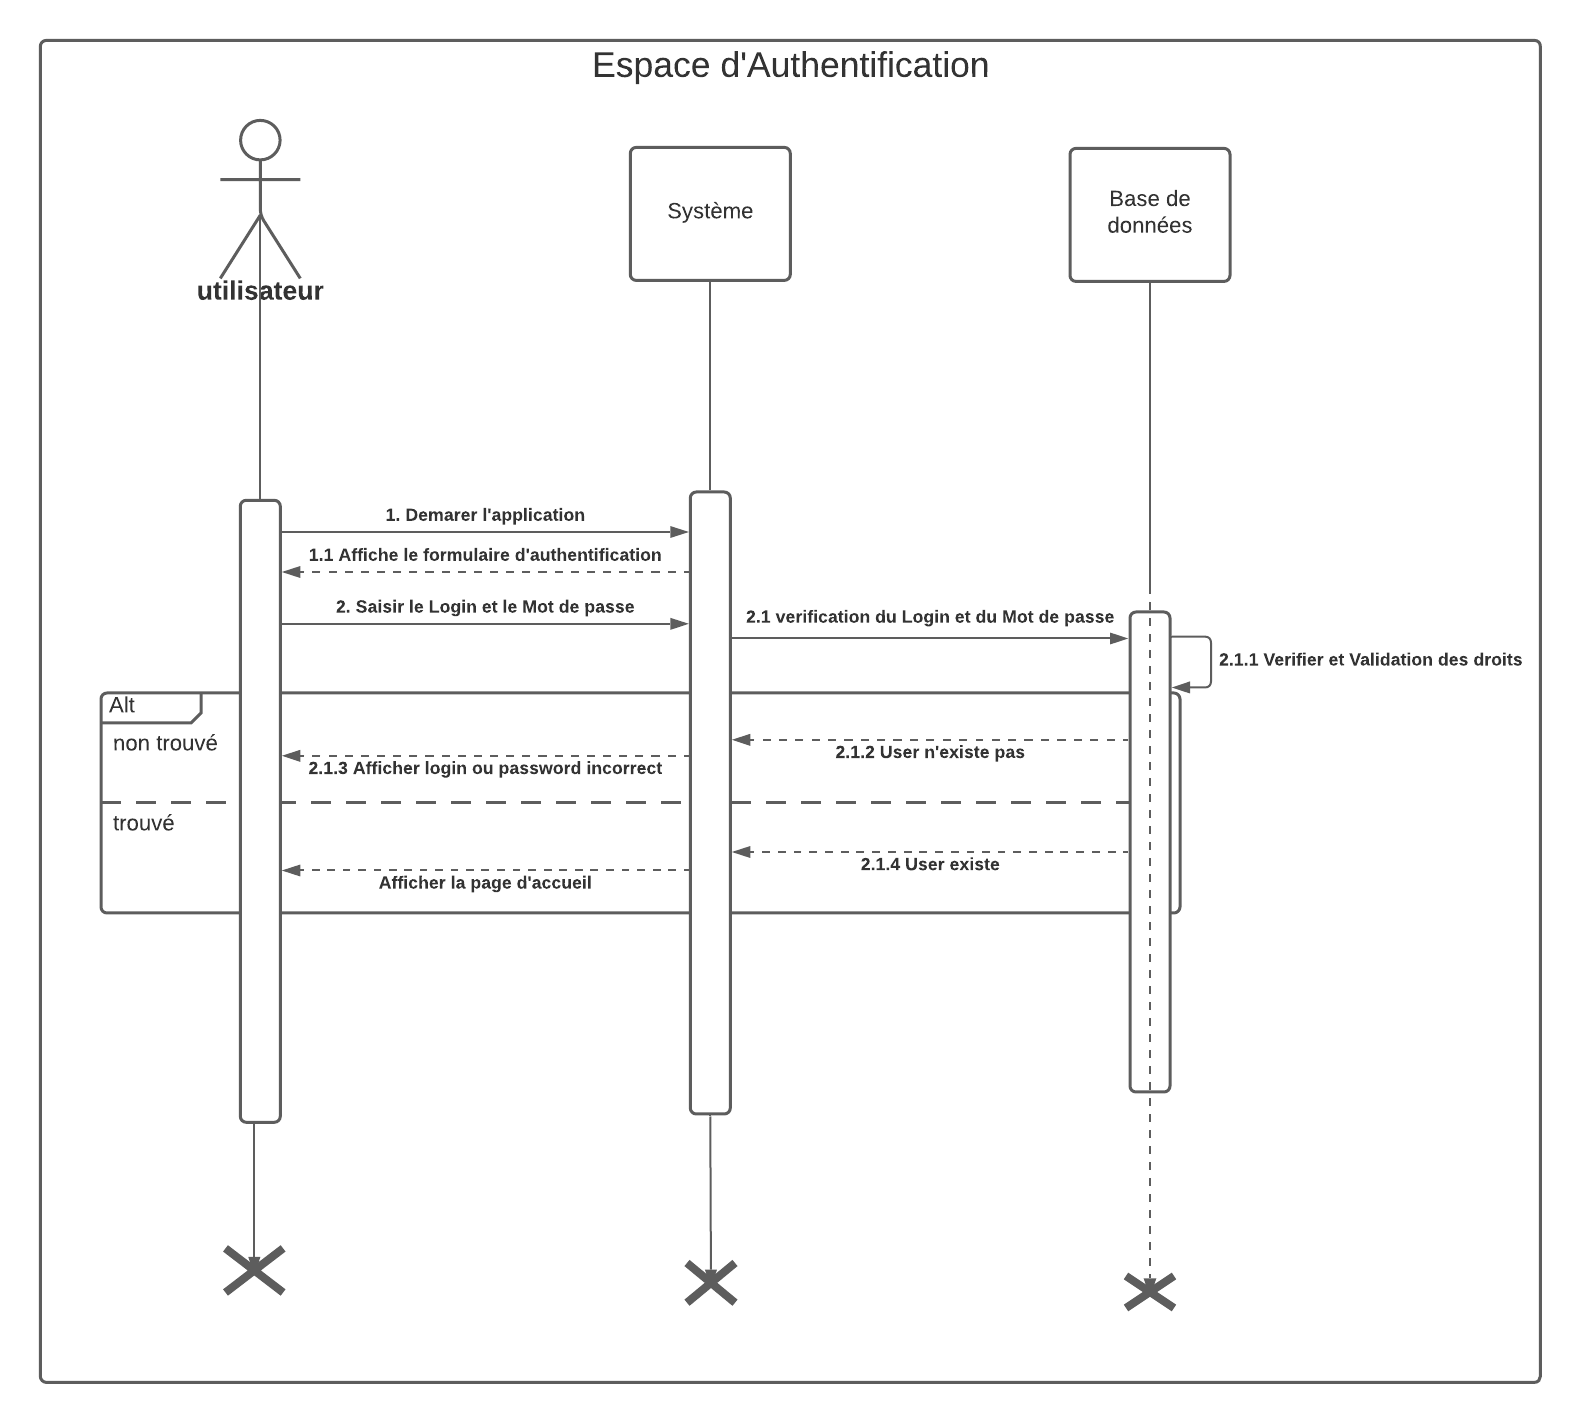 Espace d'Authentification
utilisateur
Système
Base de
données
1. Demarer l'application
1.1 Affiche le formulaire d'authentification
2. Saisir le Login et le Mot de passe
2.1 verification du Login et du Mot de passe
2.1.1 Verifier et Validation des droits
Alt
non trouvé
2.1.2 User n'existe pas
2.1.3 Afficher login ou password incorrect
trouvé
2.1.4 User existe
Afficher la page d'accueil